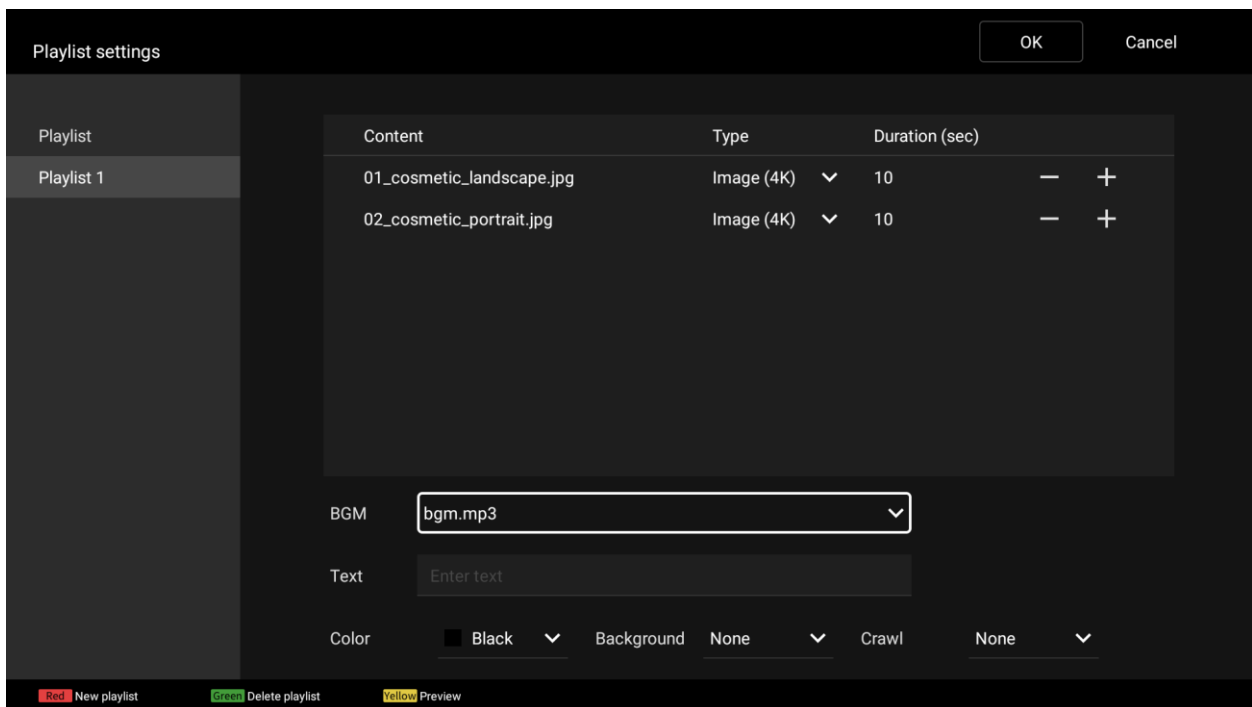 Playlist settings
OK
Cancel
Playlist
Playlist 1
Content Type Duration (sec)
01_cosmetic_landscape.jpg Image (4K) 10
02_cosmetic_portrait.jpg Image (4K) 10
BGM bgm.mp3
Text Enter text
Color Black Background None Crawl None
Red New playlist Green Delete playlist Yellow Preview